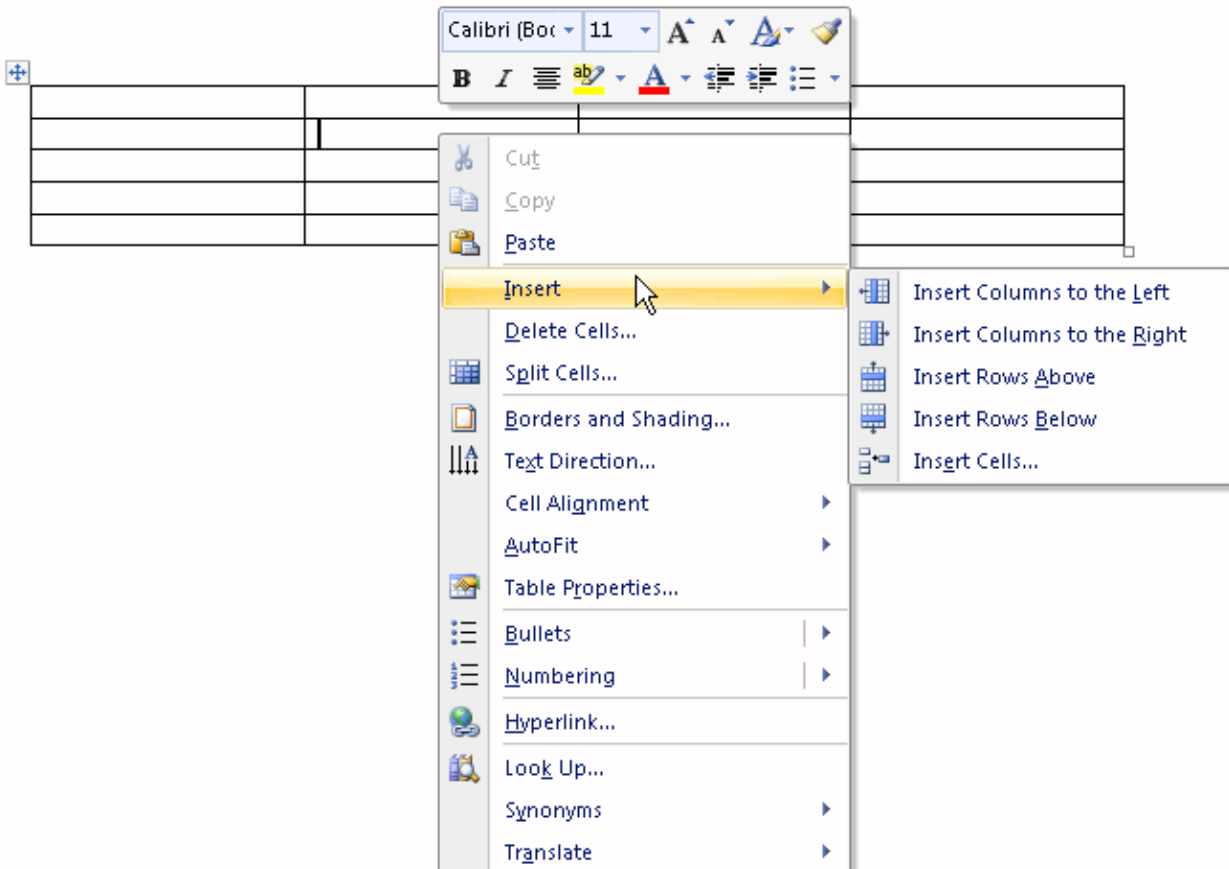 Calibri (Boc 11
Cut
Copy
Paste
Insert
Delete Cells...
Split Cells...
Borders and Shading...
Text Direction...
Cell Alignment
AutoFit
Table Properties...
Bullets
Numbering
Hyperlink...
Look Up...
Synonyms
Translate
Insert Columns to the Left
Insert Columns to the Right
Insert Rows Above
Insert Rows Below
Insert Cells...